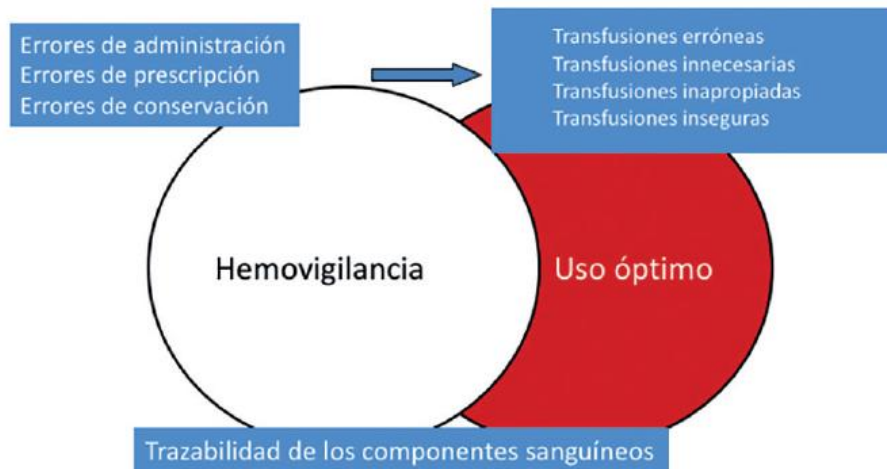 Errores de administración
Errores de prescripción
Errores de conservación
Transfusiones erróneas
Transfusiones innecesarias
Transfusiones inapropiadas
Transfusiones inseguras
Hemovigilancia
Uso óptimo
Trazabilidad de los componentes sanguíneos